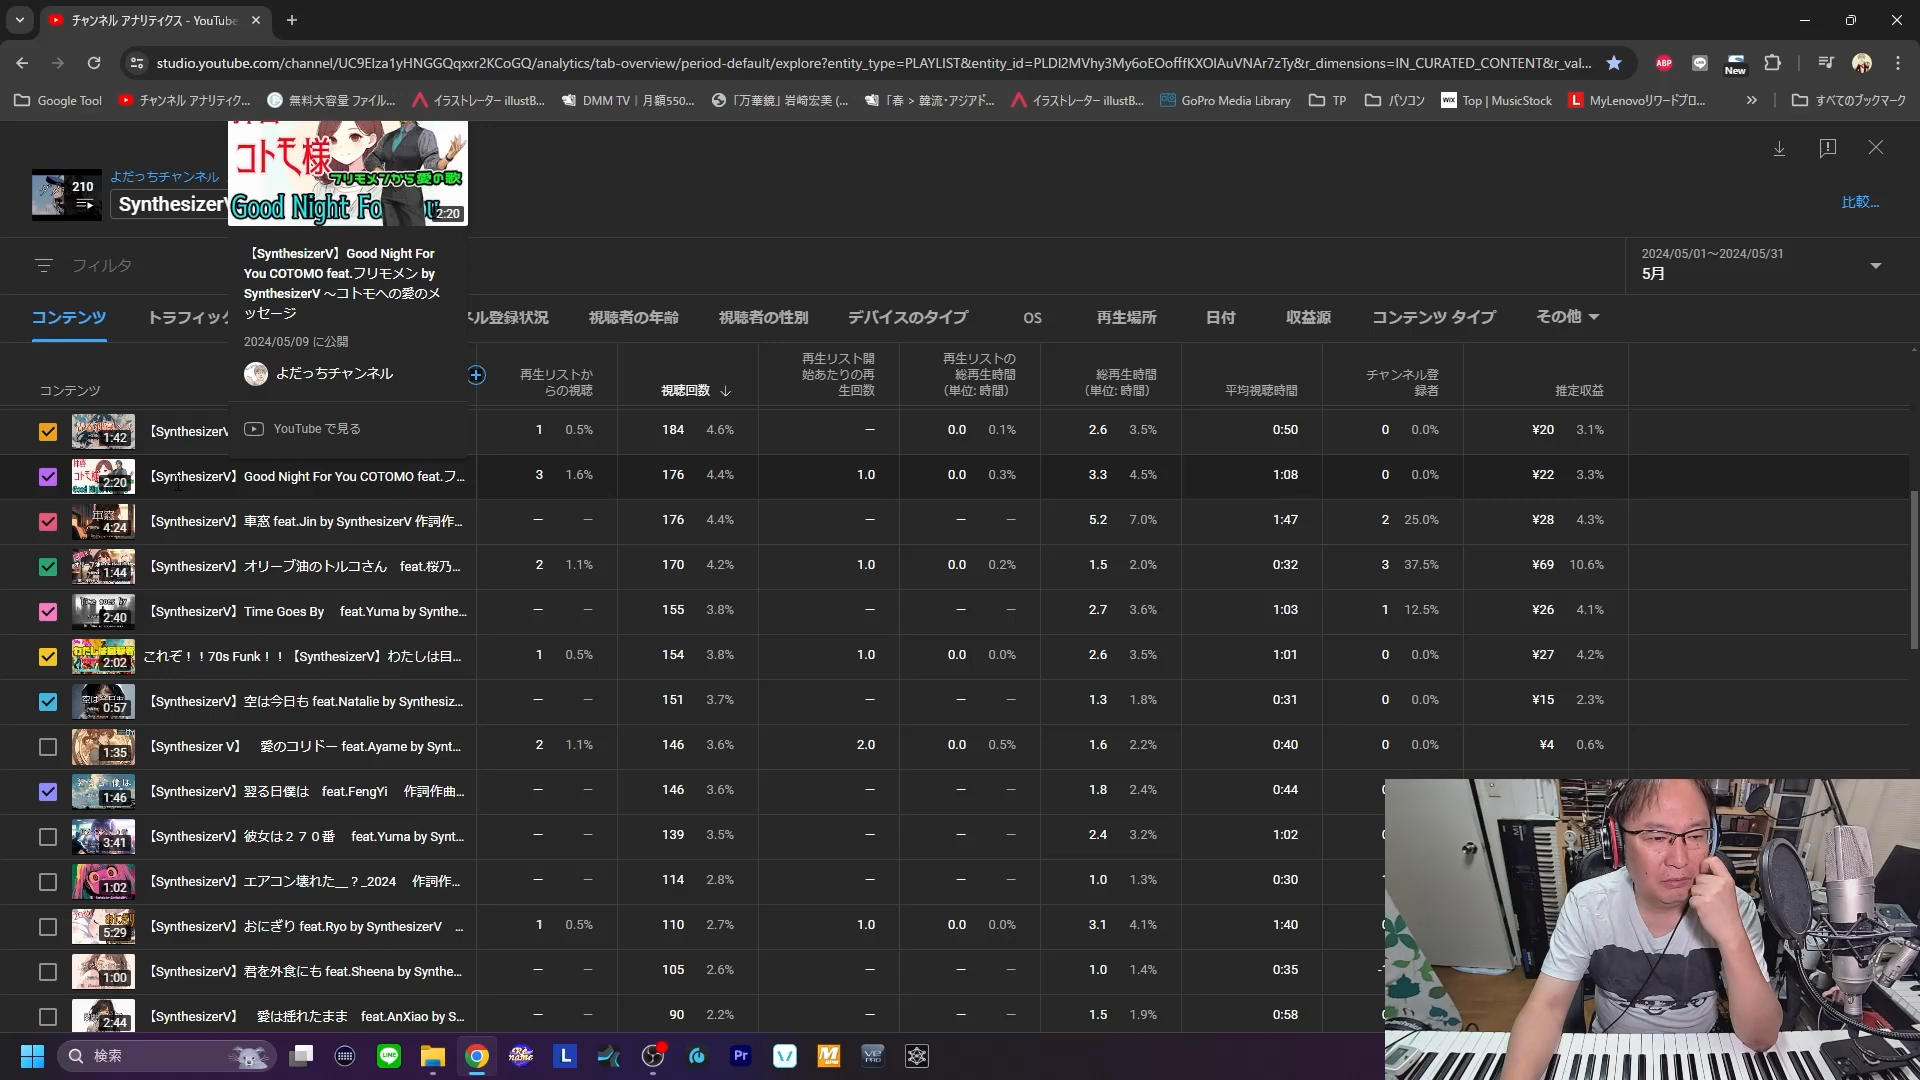 チャンネル アナリティクス - YouTube
studio.youtube.com/channel/UC9EIza1yHNGGQqxxr2KCoGQ/analytics/tab-overview/period-default/explore?entity_type=PLAYLIST&entity_id=PLDI2MVhy3My6oEOofffKXOIAuVNAr7zTy&r_dimensions=IN_CURATED_CONTENT&r_val...
ABP
New
Google Tool
チャンネル アナリティク...
無料大容量 ファイル...
イラストレーター illustB...
DMM TV｜月額550...
「万華鏡」岩崎宏美 (...
「春 > 韓流・アジアド...
イラストレーター illustB...
GoPro Media Library
TP
パソコン
Top | MusicStock
MyLenovoリワードプロ...
すべてのブックマーク
コトモ様
フリモメンから愛の歌
Good Night For You
2:20
210
よだっちチャンネル
SynthesizerV
比較...
【SynthesizerV】Good Night For
You COTOMO feat.フリモメン by
SynthesizerV ～コトモへの愛のメ
ッセージ
2024/05/09 に公開
よだっちチャンネル
YouTube で見る
フィルタ
2024/05/01～2024/05/31
5月
コンテンツ トラフィック ネル登録状況 視聴者の年齢 視聴者の性別 デバイスのタイプ OS 再生場所 日付 収益源 コンテンツ タイプ その他
コンテンツ
再生リストか
らの視聴
視聴回数
再生リスト開
始あたりの再
生回数
再生リストの
総再生時間
（単位: 時間）
総再生時間
（単位: 時間）
平均視聴時間
チャンネル登
録者
推定収益
1:42 【SynthesizerV 1 0.5% 184 4.6% — 0.0 0.1% 2.6 3.5% 0:50 0 0.0% ¥20 3.1%
2:20 【SynthesizerV】Good Night For You COTOMO feat.フ... 3 1.6% 176 4.4% 1.0 0.0 0.3% 3.3 4.5% 1:08 0 0.0% ¥22 3.3%
4:24 【SynthesizerV】車窓 feat.Jin by SynthesizerV 作詞作... — — 176 4.4% — — — 5.2 7.0% 1:47 2 25.0% ¥28 4.3%
1:44 【SynthesizerV】オリーブ油のトルコさん　feat.桜乃... 2 1.1% 170 4.2% 1.0 0.0 0.2% 1.5 2.0% 0:32 3 37.5% ¥69 10.6%
2:40 【SynthesizerV】Time Goes By　feat.Yuma by Synthe... — — 155 3.8% — — — 2.7 3.6% 1:03 1 12.5% ¥26 4.1%
2:02 これぞ！！70s Funk！！【SynthesizerV】わたしは目... 1 0.5% 154 3.8% 1.0 0.0 0.0% 2.6 3.5% 1:01 0 0.0% ¥27 4.2%
0:57 【SynthesizerV】空は今日も feat.Natalie by Synthesiz... — — 151 3.7% — — — 1.3 1.8% 0:31 0 0.0% ¥15 2.3%
1:35 【Synthesizer V】　愛のコリドー feat.Ayame by Synt... 2 1.1% 146 3.6% 2.0 0.0 0.5% 1.6 2.2% 0:40 0 0.0% ¥4 0.6%
1:46 【SynthesizerV】翌る日僕は　feat.FengYi　作詞作曲... — — 146 3.6% — — — 1.8 2.4% 0:44
3:41 【SynthesizerV】彼女は２７０番　feat.Yuma by Synt... — — 139 3.5% — — — 2.4 3.2% 1:02
1:02 【SynthesizerV】エアコン壊れた__？_2024　作詞作... — — 114 2.8% — — — 1.0 1.3% 0:30
5:29 【SynthesizerV】おにぎり feat.Ryo by SynthesizerV ... 1 0.5% 110 2.7% 1.0 0.0 0.0% 3.1 4.1% 1:40
1:00 【SynthesizerV】君を外食にも feat.Sheena by Synthe... — — 105 2.6% — — — 1.0 1.4% 0:35
2:44 【SynthesizerV】　愛は揺れたまま　feat.AnXiao by S... — — 90 2.2% — — — 1.5 1.9% 0:58
検索